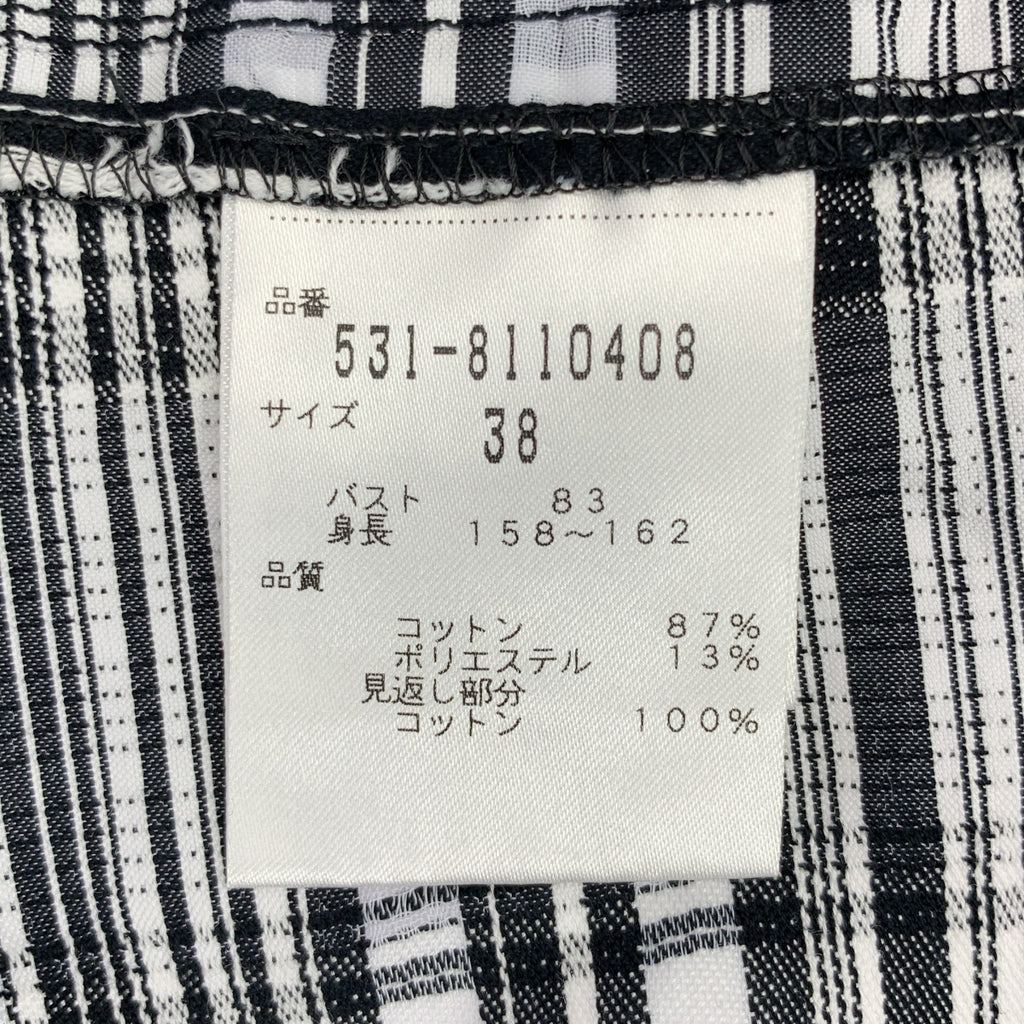 品番
531-8110408
サイズ 38
バスト 83
身長 158～162
品質
コットン 87%
ポリエステル 13%
見返し部分
コットン 100%